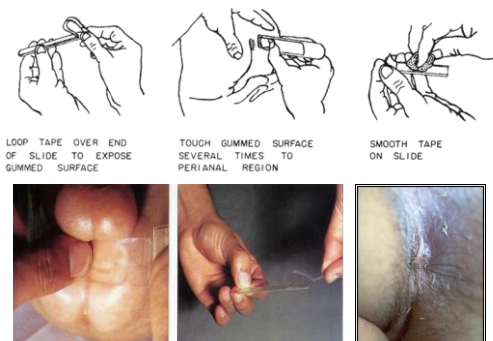 LOOP TAPE OVER END
OF SLIDE TO EXPOSE
GUMMED SURFACE
TOUCH GUMMED SURFACE
SEVERAL TIMES TO
PERIANAL REGION
SMOOTH TAPE
ON SLIDE